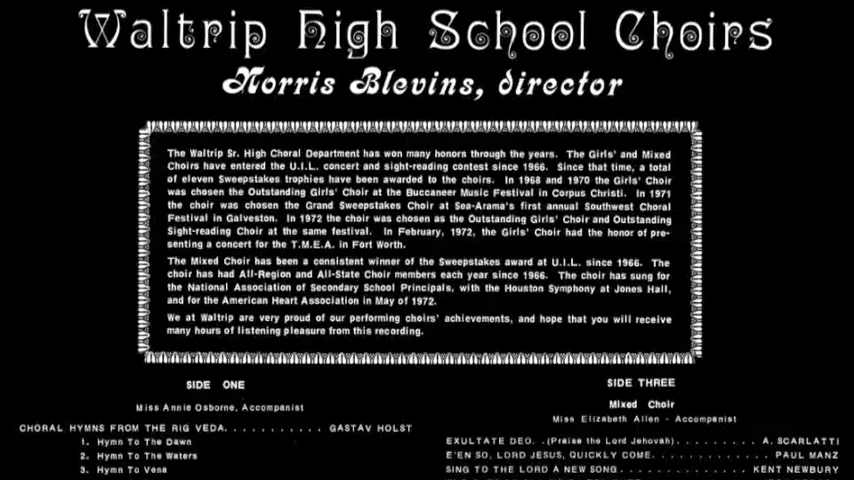 Waltrip High School Choirs
Norris Blevins, director
The Waltrip Sr. High Choral Department has won many honors through the years. The Girls' and Mixed
Choirs have entered the U.I.L. concert and sight-reading contest since 1966. Since that time, a total
of eleven Sweepstakes trophies have been awarded to the choirs. In 1968 and 1970 the Girls' Choir
was chosen the Outstanding Girls' Choir at the Buccaneer Music Festival in Corpus Christi. In 1971
the choir was chosen the Grand Sweepstakes Choir at Sea-Arama's first annual Southwest Choral
Festival in Galveston. In 1972 the choir was chosen as the Outstanding Girls' Choir and Outstanding
Sight-reading Choir at the same festival. In February, 1972, the Girls' Choir had the honor of pre-
senting a concert for the T.M.E.A. in Fort Worth.
The Mixed Choir has been a consistent winner of the Sweepstakes award at U.I.L. since 1966. The
choir has had All-Region and All-State Choir members each year since 1966. The choir has sung for
the National Association of Secondary School Principals, with the Houston Symphony at Jones Hall,
and for the American Heart Association in May of 1972.
We at Waltrip are very proud of our performing choirs' achievements, and hope that you will receive
many hours of listening pleasure from this recording.
SIDE ONE
Miss Annie Osborne, Accompanist
CHORAL HYMNS FROM THE RIG VEDA. . . . . . . . . . . GASTAV HOLST
1. Hymn To The Dawn
2. Hymn To The Waters
3. Hymn To Vena
SIDE THREE
Mixed Choir
Miss Elizabeth Allen - Accompanist
EXULTATE DEO. . (Praise the Lord Jehovah). . . . . . . . . A. SCARLATTI
E'EN SO, LORD JESUS, QUICKLY COME. . . . . . . . . . . . PAUL MANZ
SING TO THE LORD A NEW SONG. . . . . . . . . . . . . KENT NEWBURY